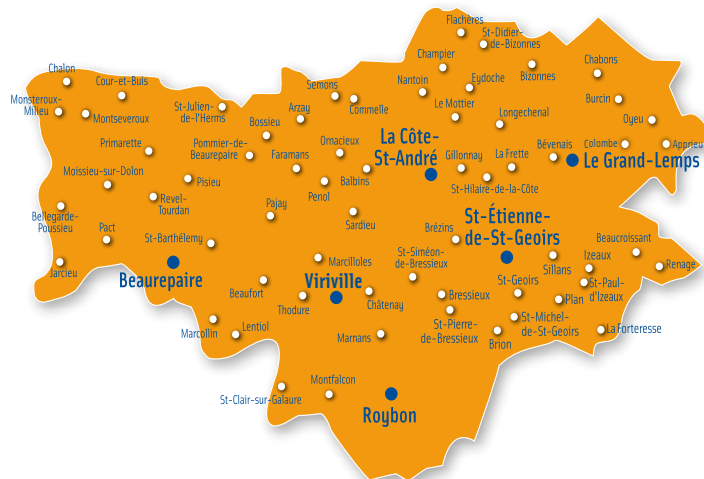 Flachères
St-Didier-
de-Bizonnes
Champier
Chalon
Cour-et-Buis
Semons
Nantoin
Eydoche
Bizonnes
Chabons
Monsteroux-
Milieu
Montseveroux
St-Julien-
de-l'Herms
Arzay
Commelle
Le Mottier
Longechenal
Burcin
Oyeu
Bossieu
Primarette
Pommier-de-
Beaurepaire
Ornacieux
La Côte-
St-André
Gillonnay
La Frette
Bévenais
Colombe
Apprieu
Le Grand-Lemps
Moissieu-sur-Dolon
Pisieu
Faramans
Balbins
St-Hilaire-de-la-Côte
Revel-
Tourdan
Penol
Pajay
Sardieu
Bellegarde-
Poussieu
Pact
St-Barthélemy
Brézins
St-Étienne-
de-St-Geoirs
Beaucroissant
Jarcieu
Beaurepaire
Marcilloles
St-Siméon-
de-Bressieux
Sillans
Izeaux
Renage
Viriville
Beaufort
Thodure
Châtenay
Bressieux
St-Geoirs
St-Paul-
d'Izeaux
Plan
Marcollin
Lentiol
Marnans
St-Pierre-
de-Bressieux
St-Michel-
de-St-Geoirs
Brion
La Forteresse
St-Clair-sur-Galaure
Montfalcon
Roybon